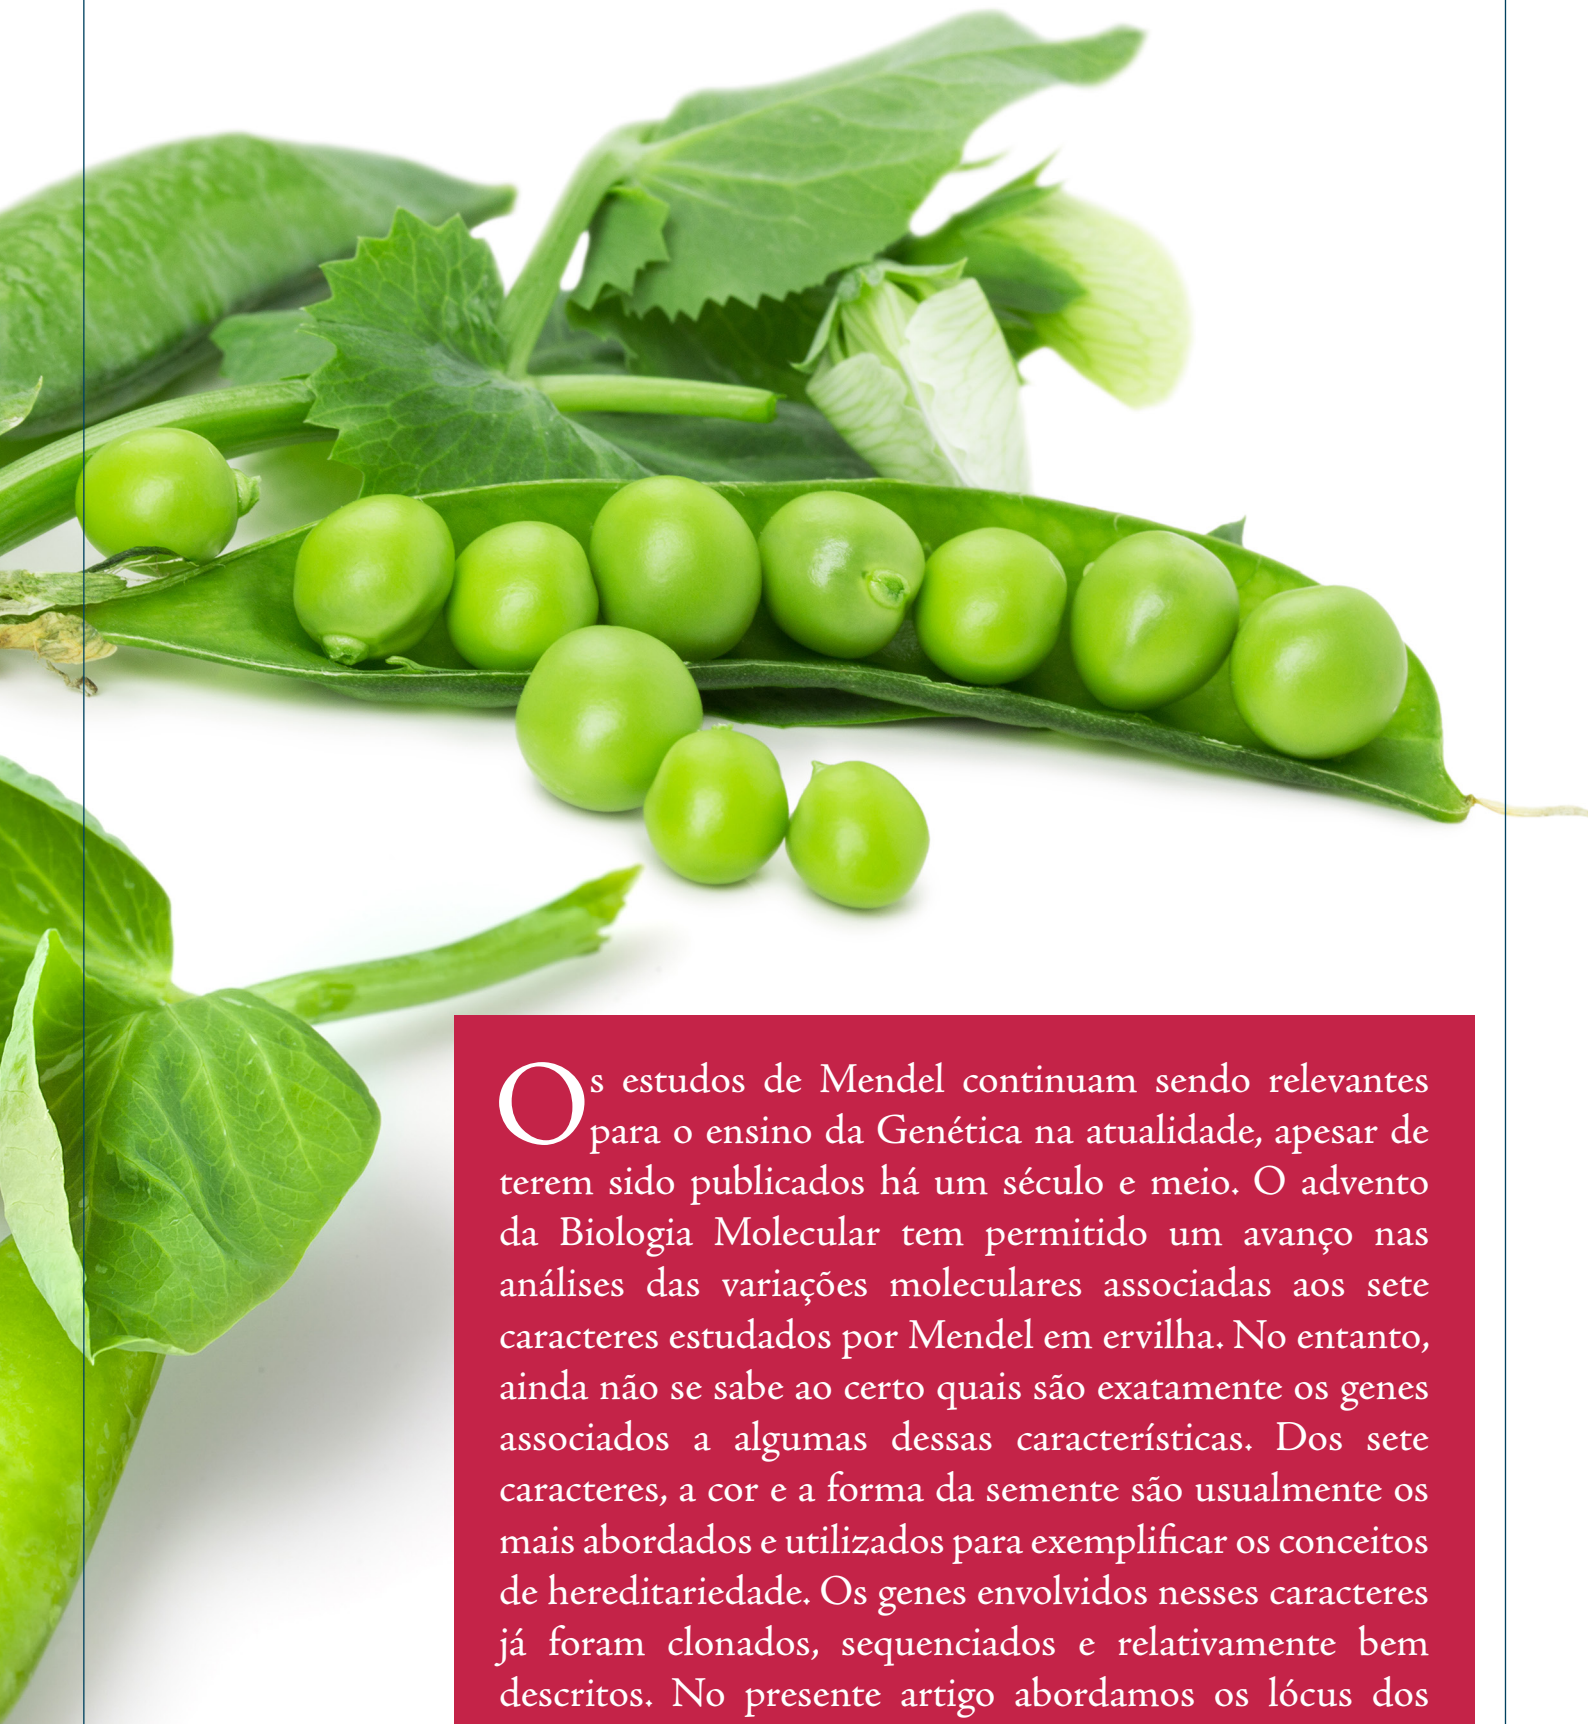 Os estudos de Mendel continuam sendo relevantes
para o ensino da Genética na atualidade, apesar de
terem sido publicados há um século e meio. O advento
da Biologia Molecular tem permitido um avanço nas
análises das variações moleculares associadas aos sete
caracteres estudados por Mendel em ervilha. No entanto,
ainda não se sabe ao certo quais são exatamente os genes
associados a algumas dessas características. Dos sete
caracteres, a cor e a forma da semente são usualmente os
mais abordados e utilizados para exemplificar os conceitos
de hereditariedade. Os genes envolvidos nesses caracteres
já foram clonados, sequenciados e relativamente bem
descritos. No presente artigo abordamos os lócus dos